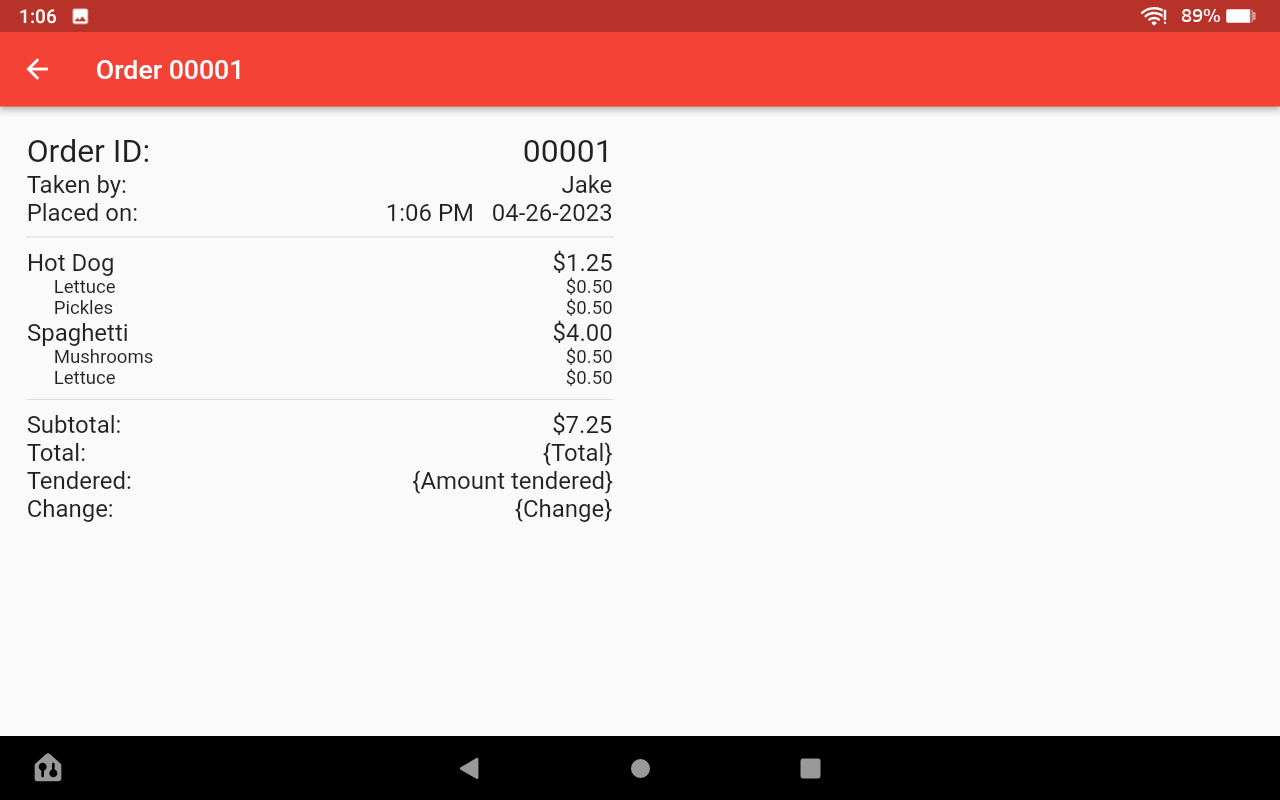 1:06 89%
Order 00001
Order ID: 00001
Taken by: Jake
Placed on: 1:06 PM 04-26-2023
Hot Dog $1.25
Lettuce $0.50
Pickles $0.50
Spaghetti $4.00
Mushrooms $0.50
Lettuce $0.50
Subtotal: $7.25
Total: {Total}
Tendered: {Amount tendered}
Change: {Change}